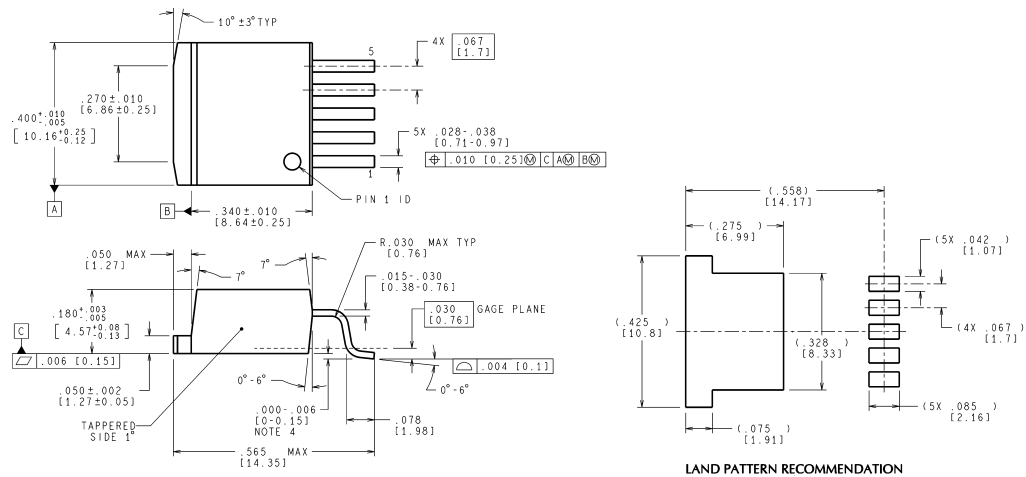 10° ±3° TYP
4X .067
[1.7]
5
.270±.010
[6.86±0.25]
.400+.010 -.005
[ 10.16+0.25 -0.12 ]
5X .028-.038
[0.71-0.97]
⌖ .010 [0.25]Ⓜ C AⓂ BⓂ
1
PIN 1 ID
A
B
.340±.010
[8.64±0.25]
R.030 MAX TYP
[0.76]
.050 MAX
[1.27]
7°
7°
.015-.030
[0.38-0.76]
.030
[0.76]
GAGE PLANE
.180+.003 -.005
[ 4.57+0.08 -0.13 ]
C
⏥ .006 [0.15]
⌓ .004 [0.1]
0°-6°
0°-6°
.050±.002
[1.27±0.05]
.000-.006
[0-0.15]
NOTE 4
.078
[1.98]
TAPPERED
SIDE 1°
.565 MAX
[14.35]
(.558 )
[14.17]
(.275 )
[6.99]
(5X .042 )
[1.07]
(.425 )
[10.8]
(.328 )
[8.33]
(4X .067 )
[1.7]
(5X .085 )
[2.16]
(.075 )
[1.91]
LAND PATTERN RECOMMENDATION